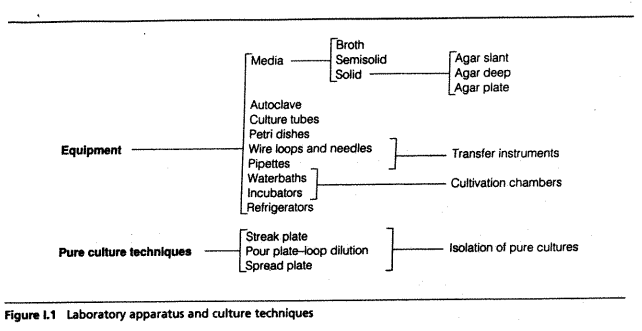 Broth
Media Semisolid Agar slant
Solid Agar deep
Agar plate
Autoclave
Culture tubes
Petri dishes
Equipment Wire loops and needles Transfer instruments
Pipettes
Waterbaths Cultivation chambers
Incubators
Refrigerators
Streak plate
Pure culture techniques Pour plate–loop dilution Isolation of pure cultures
Spread plate
Figure I.1 Laboratory apparatus and culture techniques